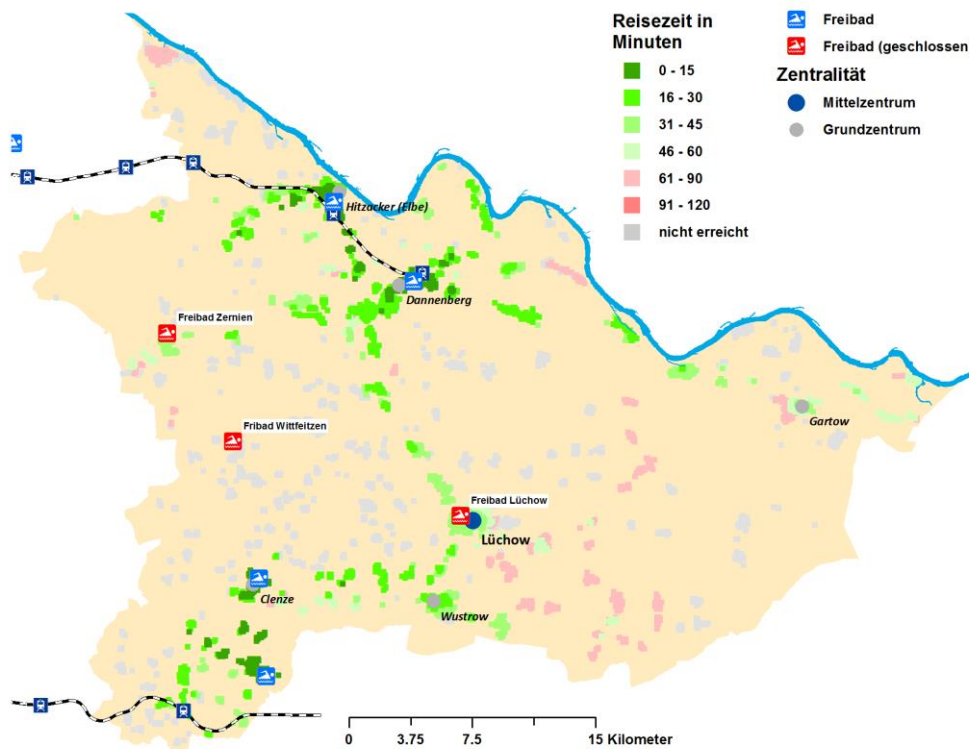 Reisezeit in
Minuten
0 - 15
16 - 30
31 - 45
46 - 60
61 - 90
91 - 120
nicht erreicht
Freibad
Freibad (geschlossen
Zentralität
Mittelzentrum
Grundzentrum
Hitzacker (Elbe)
Dannenberg
Freibad Zernien
Gartow
Fribad Wittfeitzen
Freibad Lüchow
Lüchow
Clenze
Wustrow
0 3.75 7.5 15 Kilometer